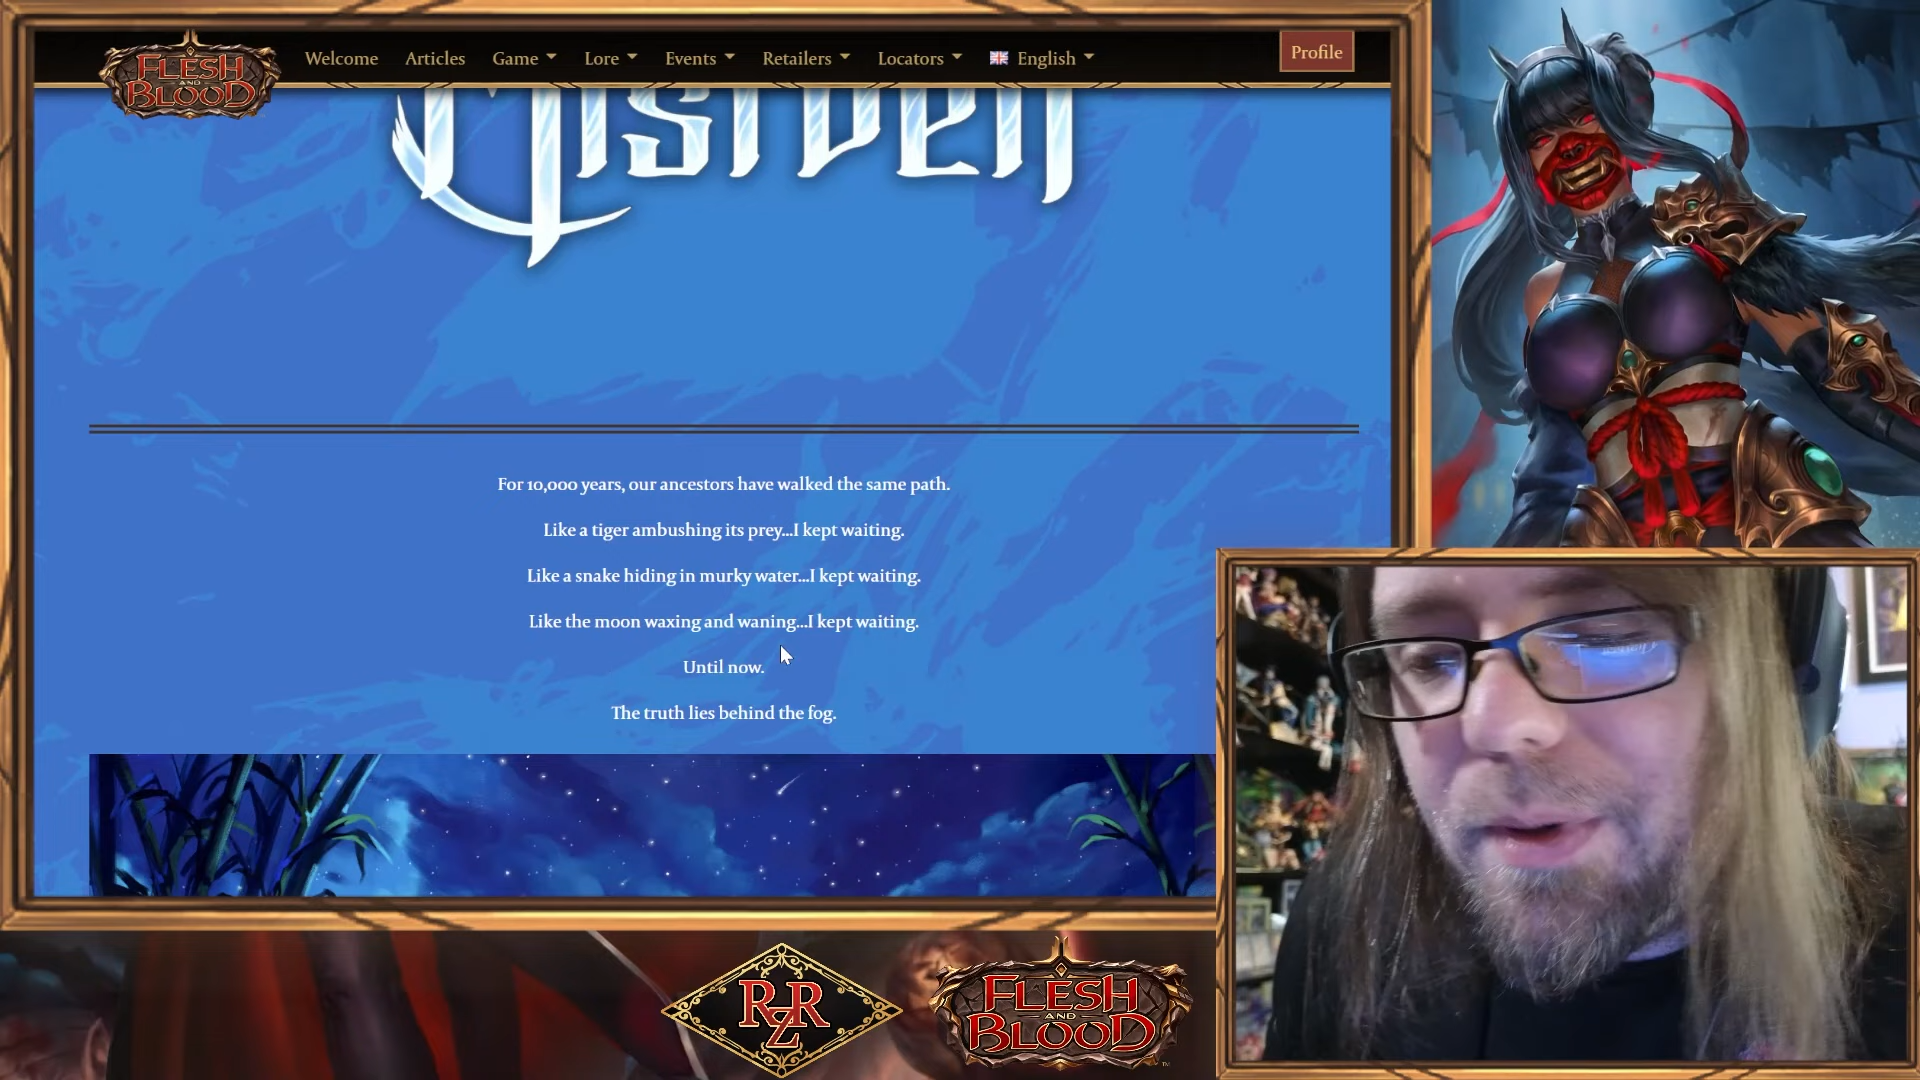 FLESH
AND
BLOOD
Welcome
Articles
Game
Lore
Events
Retailers
Locators
English
Profile
For 10,000 years, our ancestors have walked the same path.
Like a tiger ambushing its prey...I kept waiting.
Like a snake hiding in murky water...I kept waiting.
Like the moon waxing and waning...I kept waiting.
Until now.
The truth lies behind the fog.
RZR
FLESH
AND
BLOOD